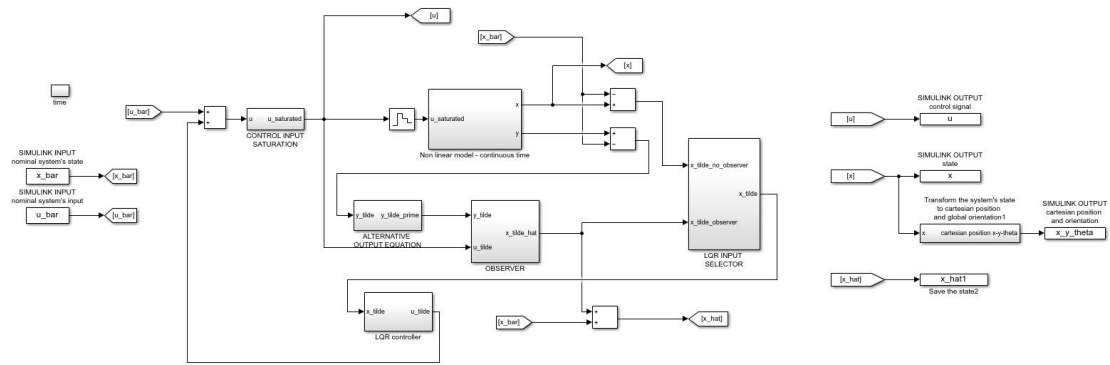 [u]
[x_bar]
[x]
time
[u_bar]
+
+
u
u_saturated
CONTROL INPUT
SATURATION
u_saturated
x
y
Non linear model - continuous time
−
+
+
−
SIMULINK INPUT
nominal system's state
x_bar
[x_bar]
SIMULINK INPUT
nominal system's input
u_bar
[u_bar]
y_tilde
y_tilde_prime
ALTERNATIVE
OUTPUT EQUATION
y_tilde
u_tilde
x_tilde_hat
OBSERVER
x_tilde_no_observer
x_tilde_observer
x_tilde
LQR INPUT
SELECTOR
x_tilde
u_tilde
LQR controller
[x_bar]
+
+
[x_hat]
SIMULINK OUTPUT
control signal
[u]
u
SIMULINK OUTPUT
state
[x]
x
Transform the system's state
to cartesian position
and global orientation1
x
cartesian position x-y-theta
SIMULINK OUTPUT
cartesian position
and orientation
x_y_theta
[x_hat]
x_hat1
Save the state2